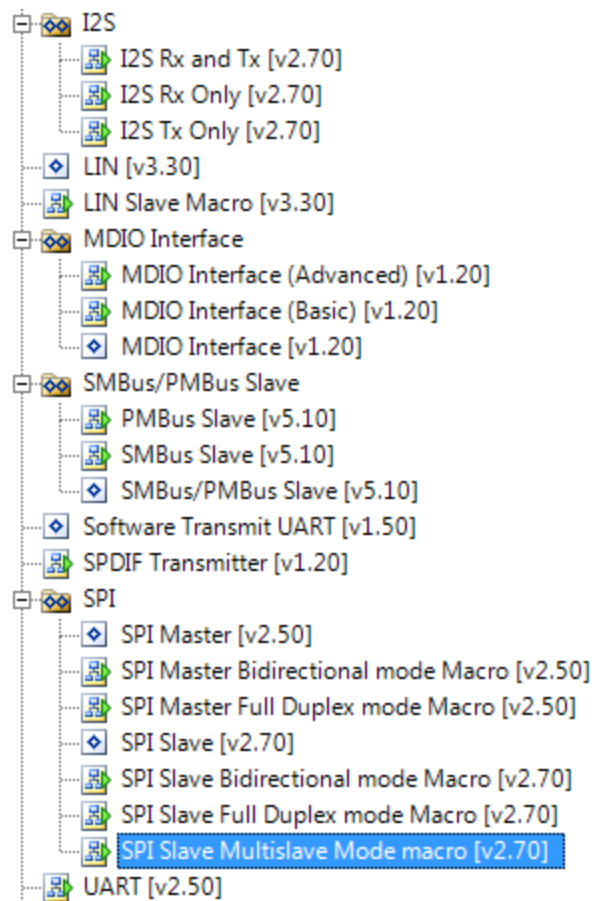 I2S
I2S Rx and Tx [v2.70]
I2S Rx Only [v2.70]
I2S Tx Only [v2.70]
LIN [v3.30]
LIN Slave Macro [v3.30]
MDIO Interface
MDIO Interface (Advanced) [v1.20]
MDIO Interface (Basic) [v1.20]
MDIO Interface [v1.20]
SMBus/PMBus Slave
PMBus Slave [v5.10]
SMBus Slave [v5.10]
SMBus/PMBus Slave [v5.10]
Software Transmit UART [v1.50]
SPDIF Transmitter [v1.20]
SPI
SPI Master [v2.50]
SPI Master Bidirectional mode Macro [v2.50]
SPI Master Full Duplex mode Macro [v2.50]
SPI Slave [v2.70]
SPI Slave Bidirectional mode Macro [v2.70]
SPI Slave Full Duplex mode Macro [v2.70]
SPI Slave Multislave Mode macro [v2.70]
UART [v2.50]